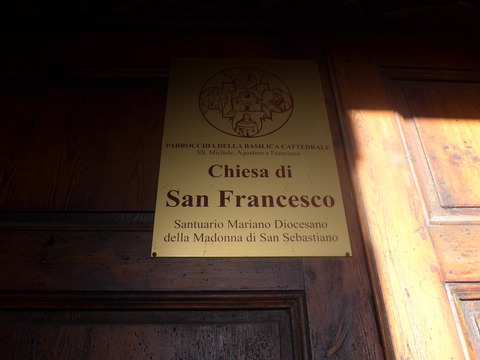 PARROCCHIA DELLA BASILICA CATTEDRALE
SS. Michele, Agostino e Francesco
Chiesa di
San Francesco
Santuario Mariano Diocesano
della Madonna di San Sebastiano